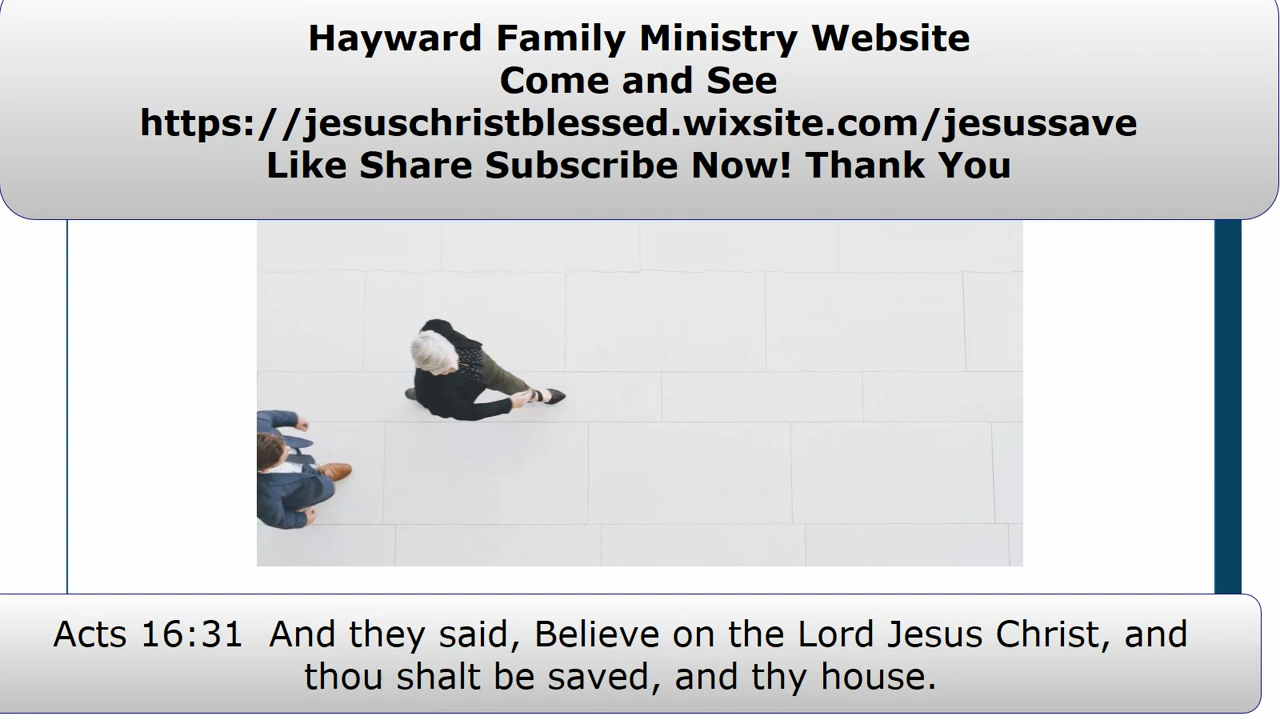 Hayward Family Ministry Website
Come and See
https://jesuschristblessed.wixsite.com/jesussave
Like Share Subscribe Now! Thank You
Acts 16:31  And they said, Believe on the Lord Jesus Christ, and
thou shalt be saved, and thy house.